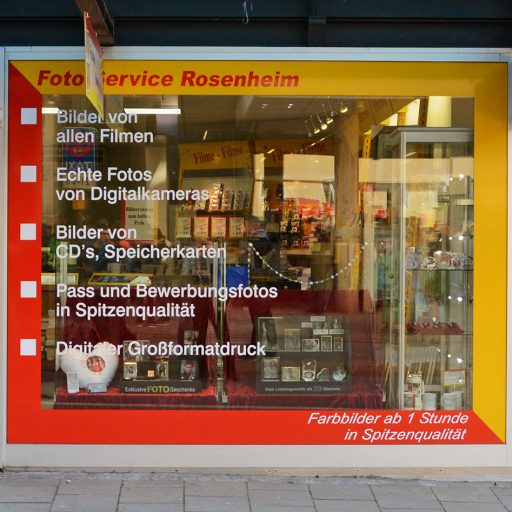 Foto Service Rosenheim
Bilder von
allen Filmen
Echte Fotos
von Digitalkameras
Bilder von
CD's, Speicherkarten
Pass und Bewerbungsfotos
in Spitzenqualität
Digitaler Großformatdruck
Filme - Filme
Exklusive FOTO Geschenke
Farbbilder ab 1 Stunde
in Spitzenqualität